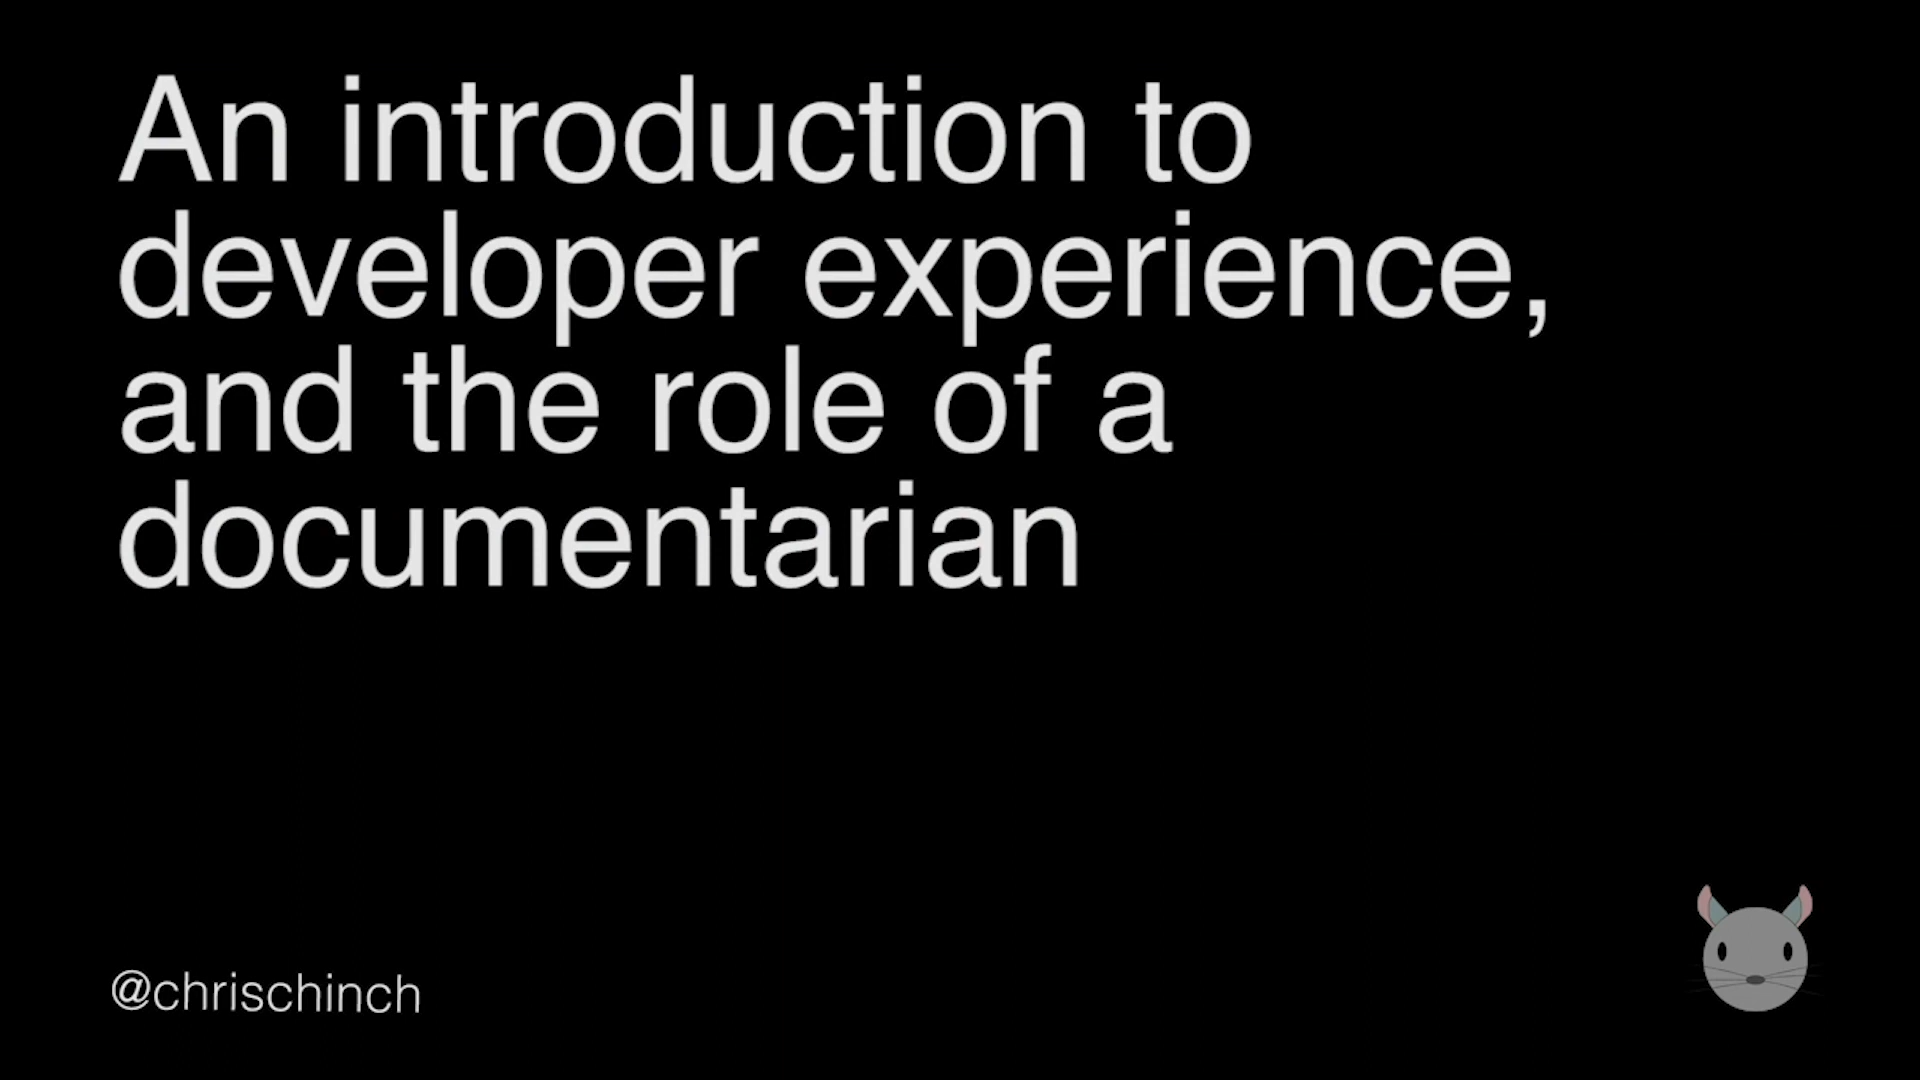 An introduction to
developer experience,
and the role of a
documentarian
@chrischinch